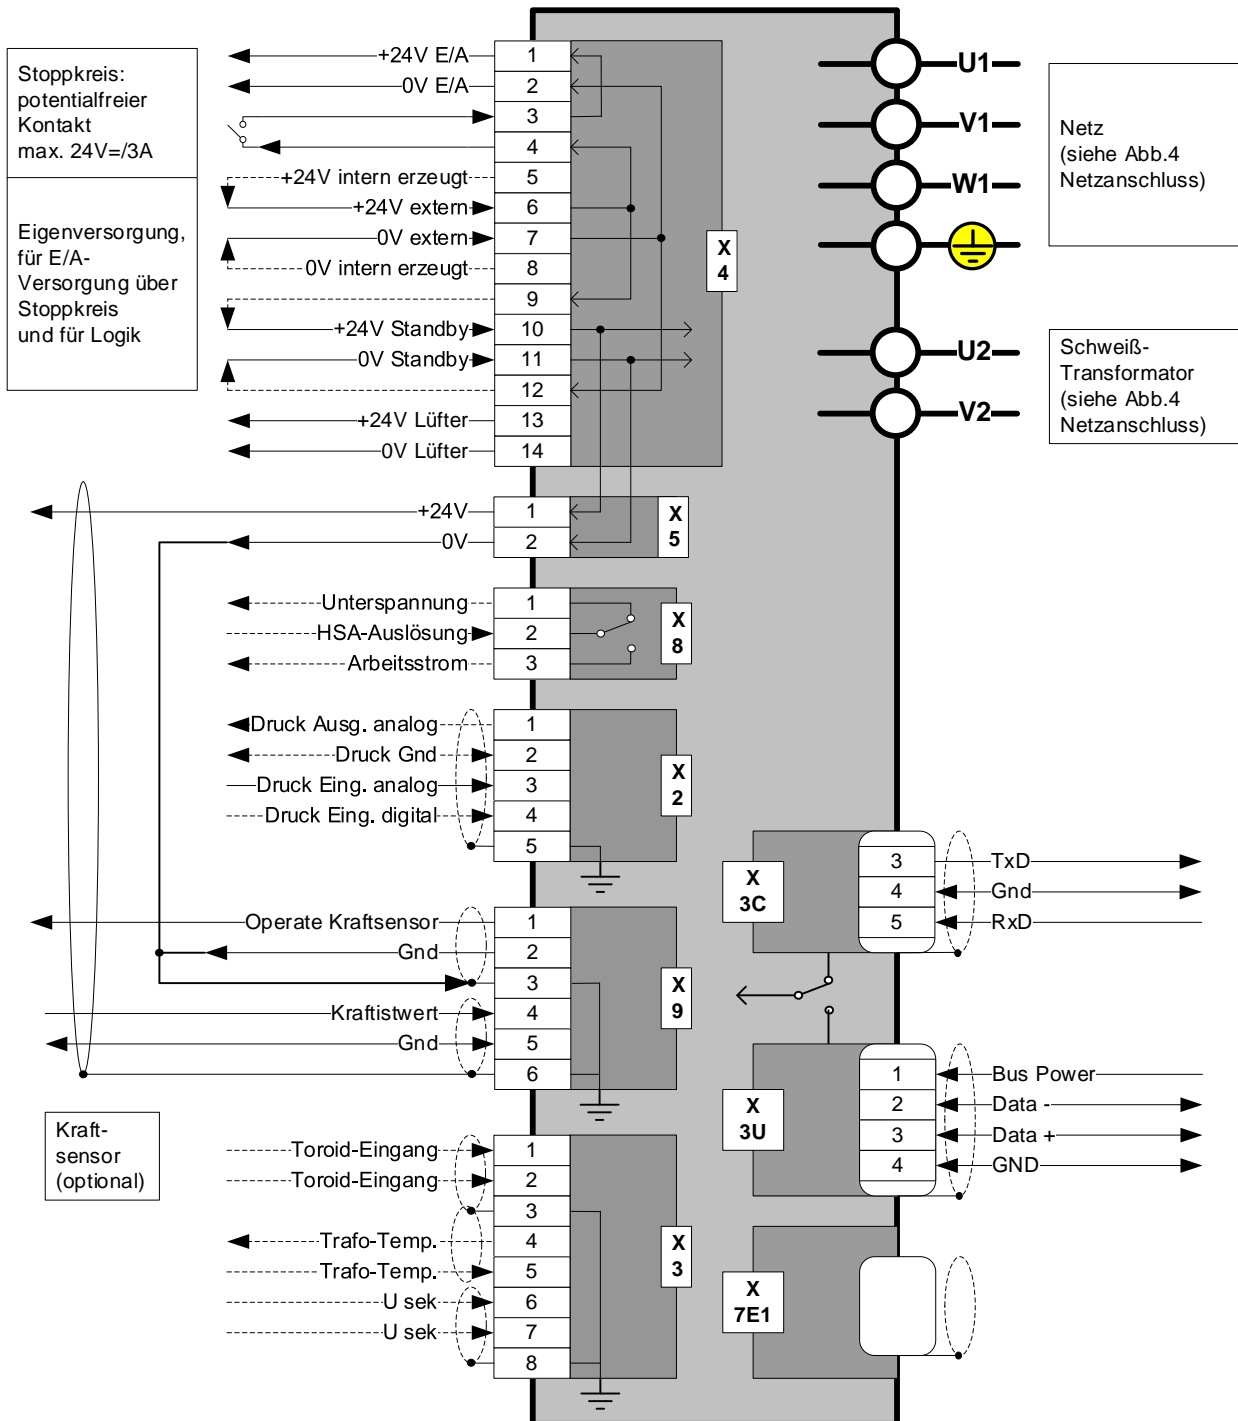 Stoppkreis:
potentialfreier
Kontakt
max. 24V=/3A
Eigenversorgung,
für E/A-
Versorgung über
Stoppkreis
und für Logik
+24V E/A 1
0V E/A 2
3
4
+24V intern erzeugt 5
+24V extern 6
0V extern 7
0V intern erzeugt 8
9
+24V Standby 10
0V Standby 11
12
+24V Lüfter 13
0V Lüfter 14
X
4
+24V 1
0V 2
X
5
Unterspannung 1
HSA-Auslösung 2
Arbeitsstrom 3
X
8
Druck Ausg. analog 1
Druck Gnd 2
Druck Eing. analog 3
Druck Eing. digital 4
5
X
2
Operate Kraftsensor 1
Gnd 2
3
Kraftistwert 4
Gnd 5
6
X
9
Kraft-
sensor
(optional)
Toroid-Eingang 1
Toroid-Eingang 2
3
Trafo-Temp. 4
Trafo-Temp. 5
U sek 6
U sek 7
8
X
3
U1
V1
W1
Netz
(siehe Abb.4
Netzanschluss)
U2
V2
Schweiß-
Transformator
(siehe Abb.4
Netzanschluss)
X
3C
3 TxD
4 Gnd
5 RxD
X
3U
1 Bus Power
2 Data -
3 Data +
4 GND
X
7E1